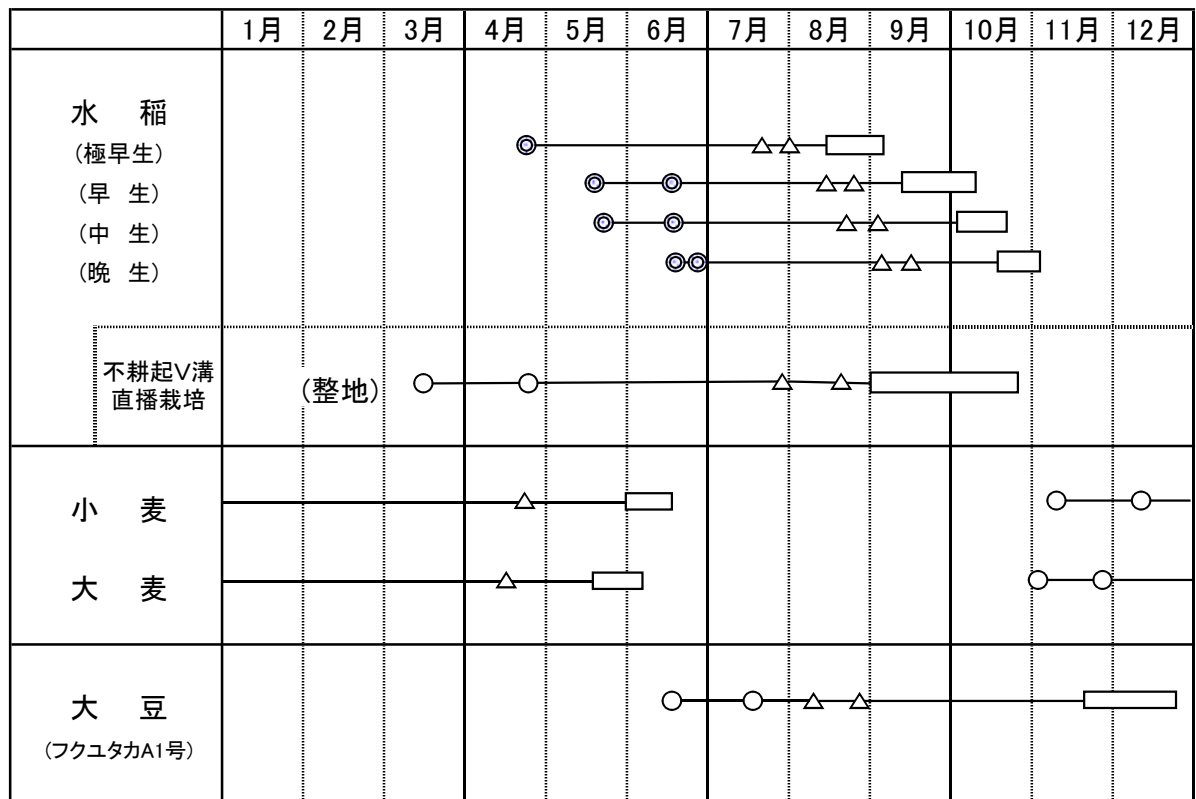 1月 2月 3月 4月 5月 6月 7月 8月 9月 10月 11月 12月
水 稲
(極早生)
(早 生)
(中 生)
(晩 生)
不耕起V溝
直播栽培
(整地)
小 麦
大 麦
大 豆
(フクユタカA1号)